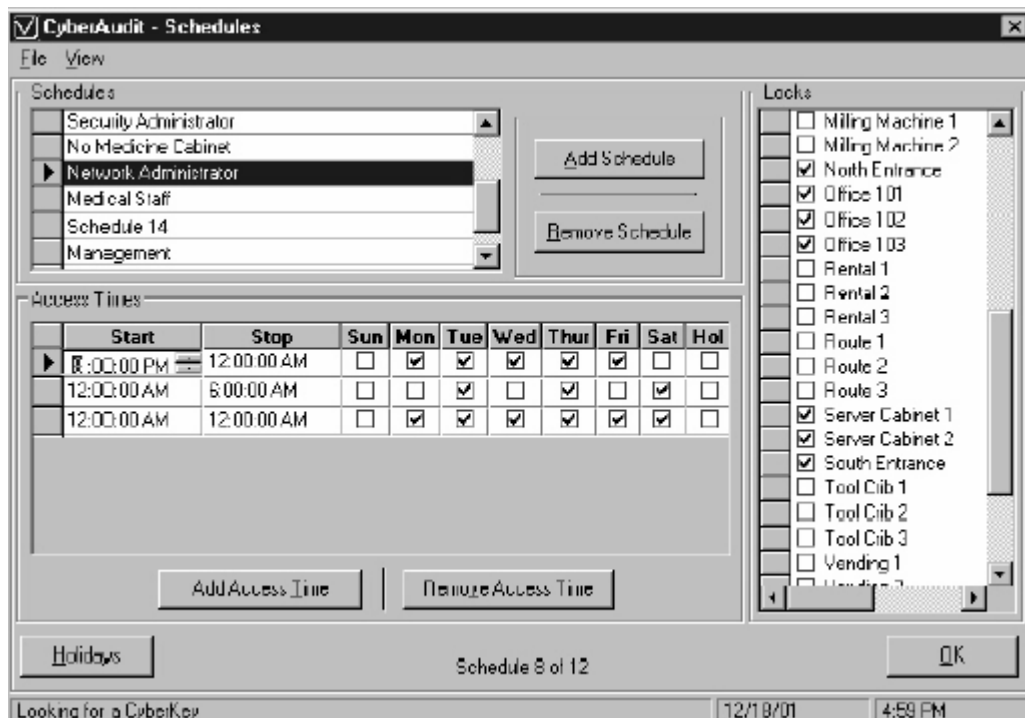 CyberAudit - Schedules
File View
Schedules
Security Administrator
No Medicine Cabinet
Network Administrator
Medical Staff
Schedule 14
Management
Add Schedule
Remove Schedule
Locks
Milling Machine 1
Milling Machine 2
North Entrance
Office 101
Office 102
Office 103
Rental 1
Rental 2
Rental 3
Route 1
Route 2
Route 3
Server Cabinet 1
Server Cabinet 2
South Entrance
Tool Crib 1
Tool Crib 2
Tool Crib 3
Vending 1
Access Times
Start Stop Sun Mon Tue Wed Thur Fri Sat Hol
:00:00 PM 12:00:00 AM
12:00:00 AM 6:00:00 AM
12:00:00 AM 12:00:00 AM
Add Access Time
Remove Access Time
Holidays
Schedule 8 of 12
OK
Looking for a CyberKey
12/18/01
4:59 PM